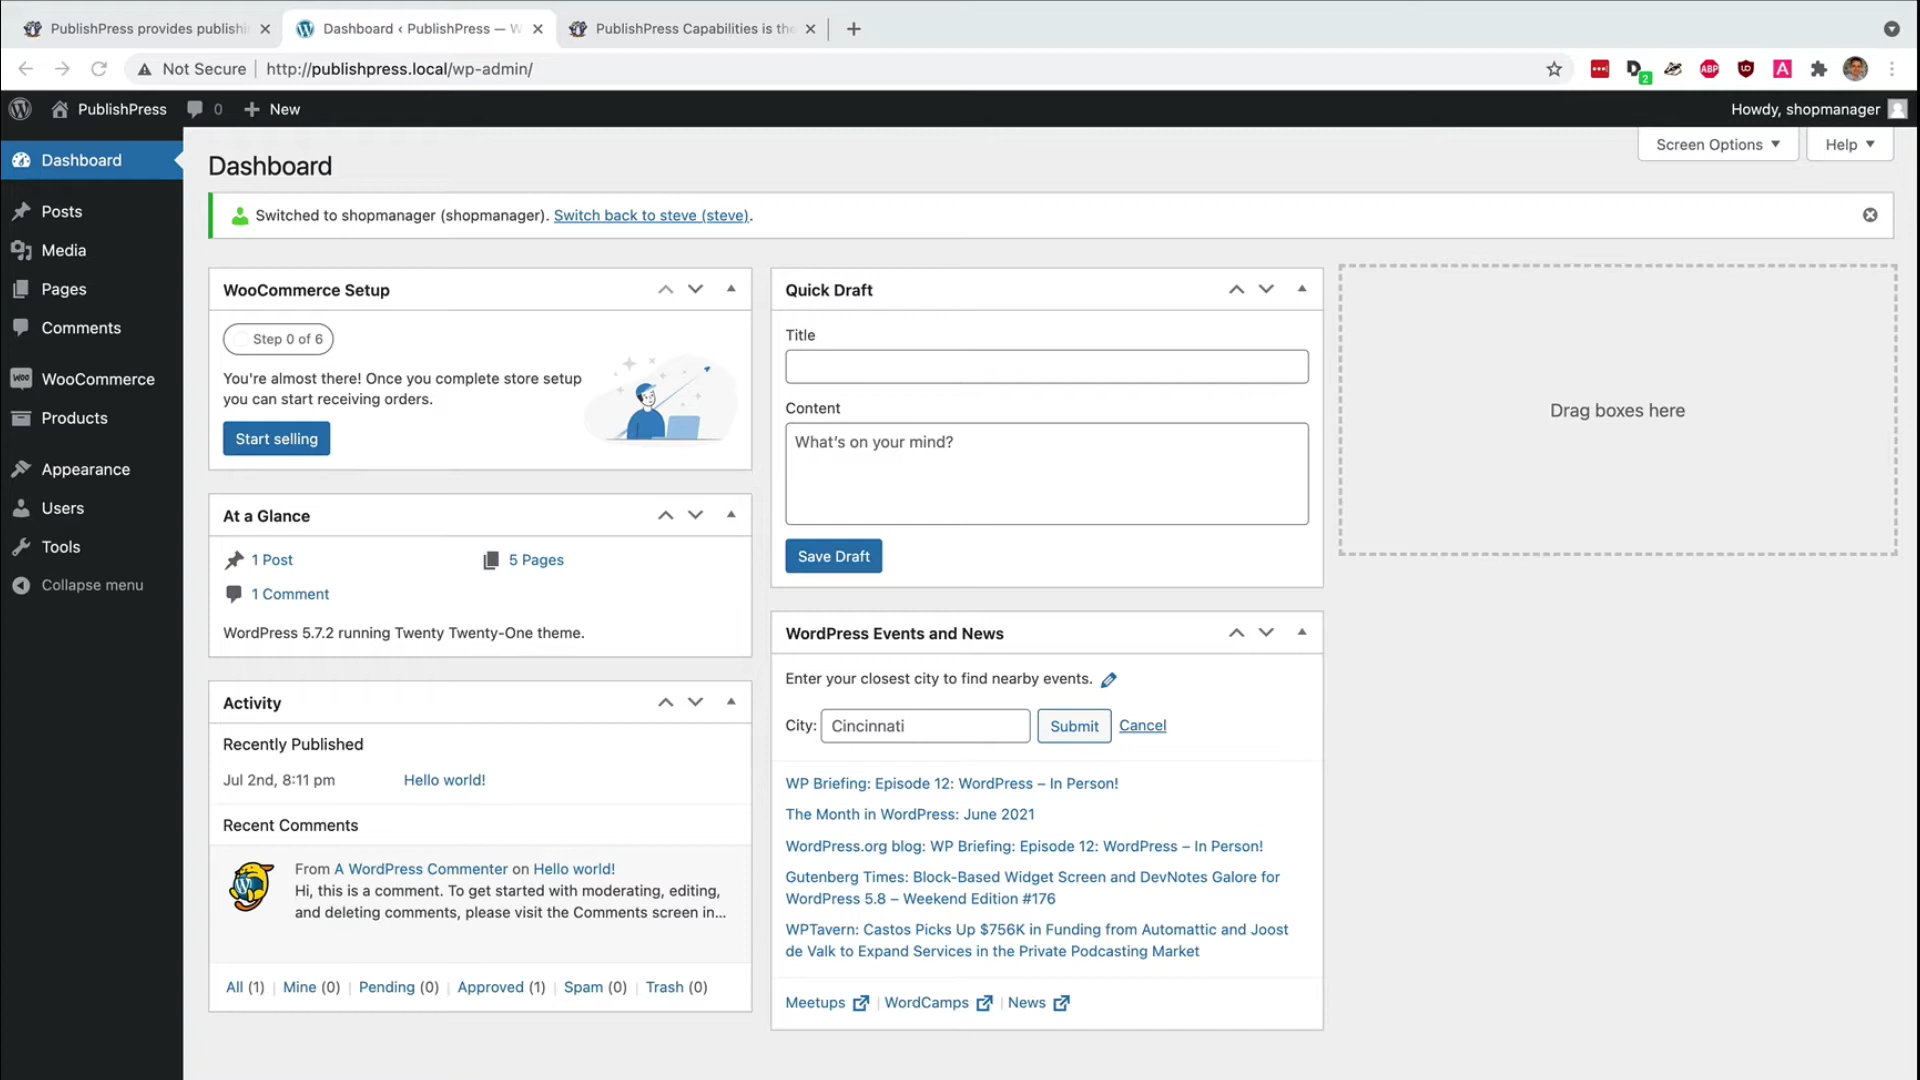 PublishPress provides publishi
Dashboard ‹ PublishPress — W
PublishPress Capabilities is the
Not Secure
http://publishpress.local/wp-admin/
2
ABP
PublishPress
0
New
Howdy, shopmanager
Dashboard
Posts
Media
Pages
Comments
WooCommerce
Products
Appearance
Users
Tools
Collapse menu
Dashboard
Screen Options
Help
Switched to shopmanager (shopmanager). Switch back to steve (steve).
WooCommerce Setup
Step 0 of 6
You're almost there! Once you complete store setup
you can start receiving orders.
Start selling
At a Glance
1 Post
5 Pages
1 Comment
WordPress 5.7.2 running Twenty Twenty-One theme.
Activity
Recently Published
Jul 2nd, 8:11 pm
Hello world!
Recent Comments
From A WordPress Commenter on Hello world!
Hi, this is a comment. To get started with moderating, editing,
and deleting comments, please visit the Comments screen in...
All (1) | Mine (0) | Pending (0) | Approved (1) | Spam (0) | Trash (0)
Quick Draft
Title
Content
What's on your mind?
Save Draft
WordPress Events and News
Enter your closest city to find nearby events.
City:
Cincinnati
Submit
Cancel
WP Briefing: Episode 12: WordPress – In Person!
The Month in WordPress: June 2021
WordPress.org blog: WP Briefing: Episode 12: WordPress – In Person!
Gutenberg Times: Block-Based Widget Screen and DevNotes Galore for
WordPress 5.8 – Weekend Edition #176
WPTavern: Castos Picks Up $756K in Funding from Automattic and Joost
de Valk to Expand Services in the Private Podcasting Market
Meetups | WordCamps | News
Drag boxes here